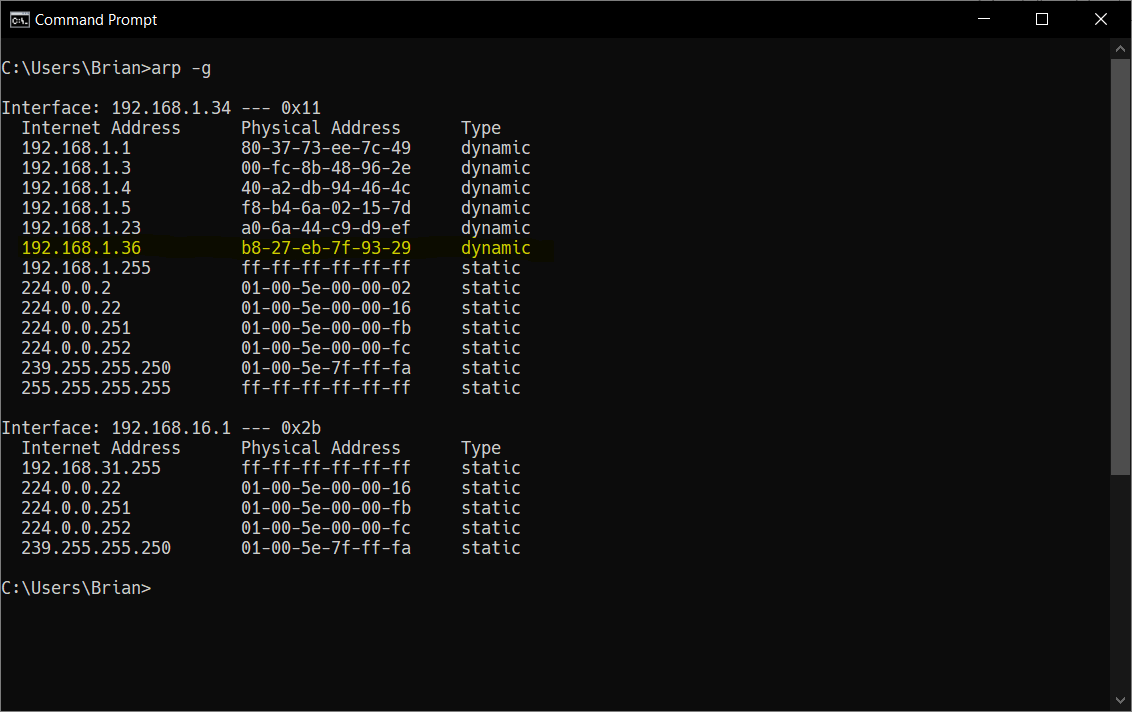 Command Prompt
C:\Users\Brian>arp -g
Interface: 192.168.1.34 --- 0x11
Internet Address Physical Address Type
192.168.1.1 80-37-73-ee-7c-49 dynamic
192.168.1.3 00-fc-8b-48-96-2e dynamic
192.168.1.4 40-a2-db-94-46-4c dynamic
192.168.1.5 f8-b4-6a-02-15-7d dynamic
192.168.1.23 a0-6a-44-c9-d9-ef dynamic
192.168.1.36 b8-27-eb-7f-93-29 dynamic
192.168.1.255 ff-ff-ff-ff-ff-ff static
224.0.0.2 01-00-5e-00-00-02 static
224.0.0.22 01-00-5e-00-00-16 static
224.0.0.251 01-00-5e-00-00-fb static
224.0.0.252 01-00-5e-00-00-fc static
239.255.255.250 01-00-5e-7f-ff-fa static
255.255.255.255 ff-ff-ff-ff-ff-ff static
Interface: 192.168.16.1 --- 0x2b
Internet Address Physical Address Type
192.168.31.255 ff-ff-ff-ff-ff-ff static
224.0.0.22 01-00-5e-00-00-16 static
224.0.0.251 01-00-5e-00-00-fb static
224.0.0.252 01-00-5e-00-00-fc static
239.255.255.250 01-00-5e-7f-ff-fa static
C:\Users\Brian>